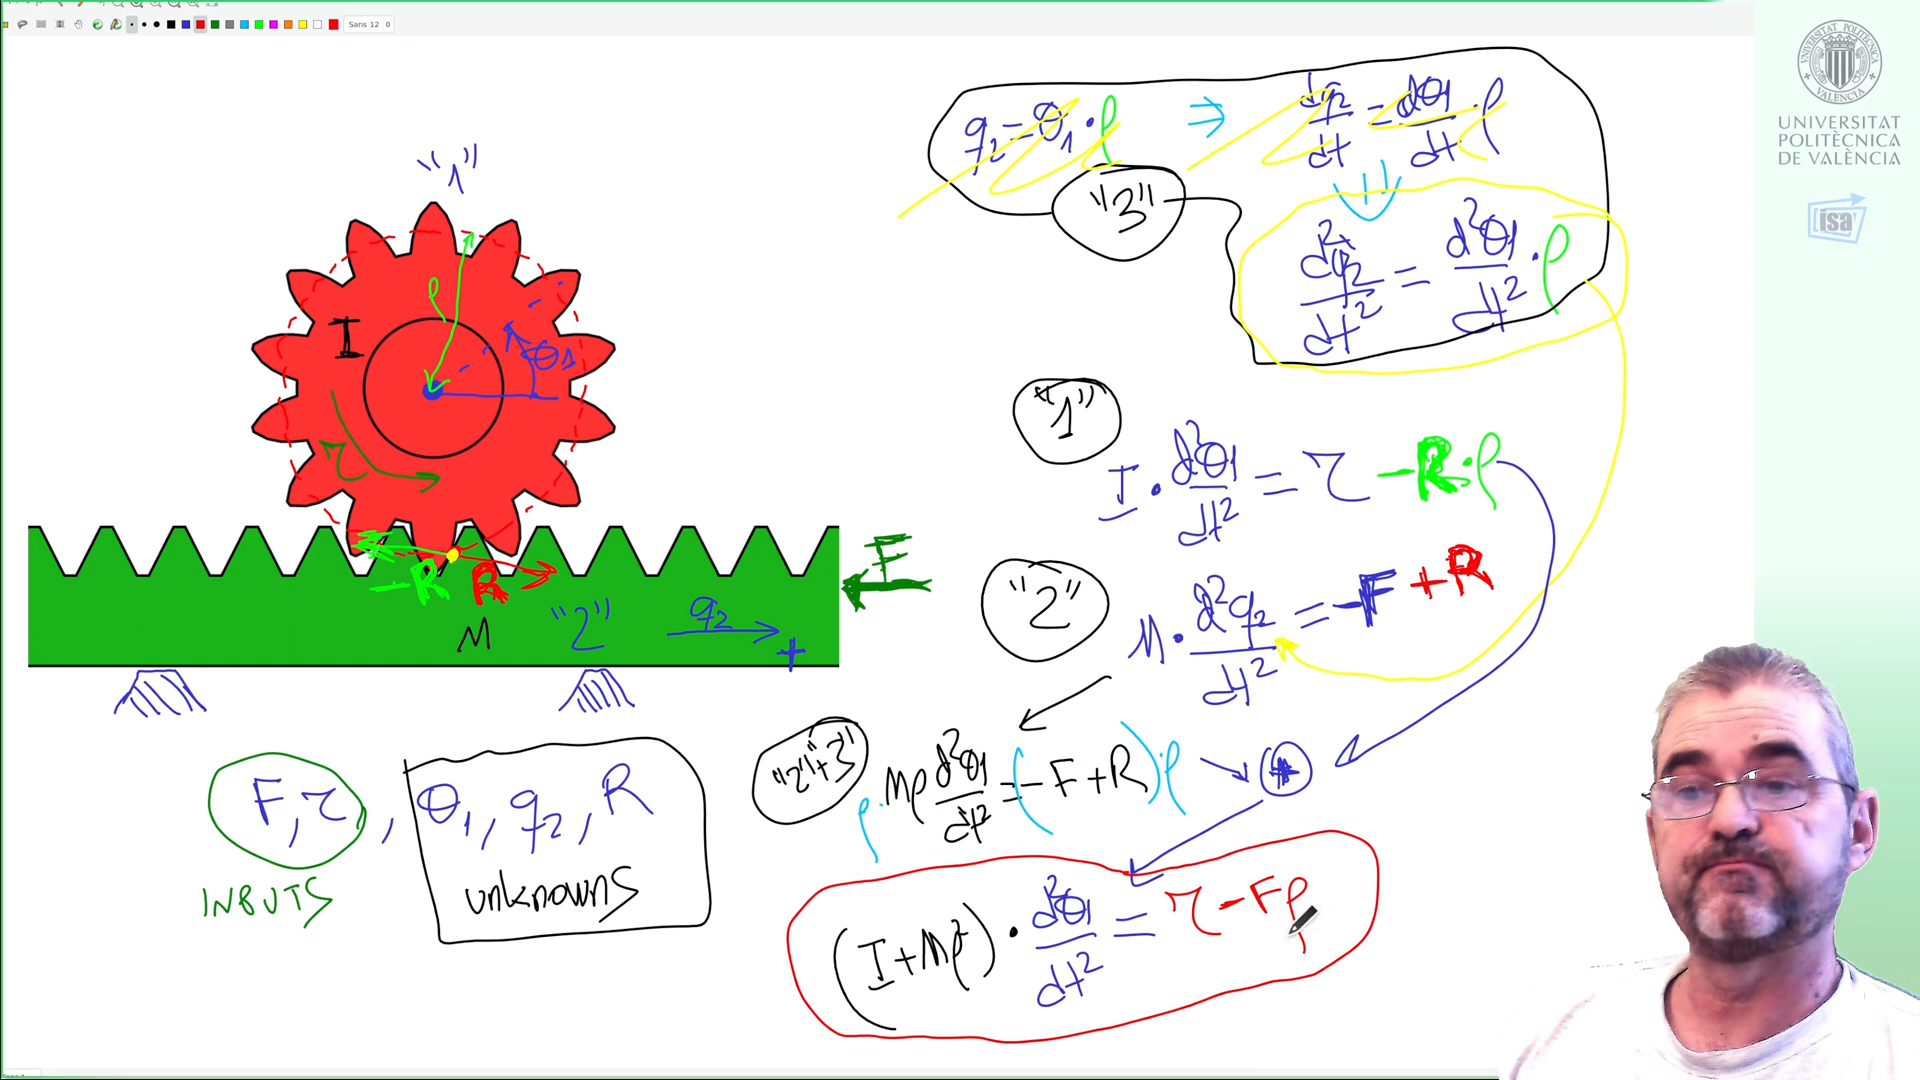 Sans 12
UNIVERSITAT
POLITÈCNICA
DE VALÈNCIA
isa
"1"
ρ
I
θ₁
τ
-R
R
F
M
"2"
q₂
+
q₂=θ₁·ρ ⇒ dq₂/dt = dθ₁/dt · ρ
"3"
d²q₂/dt² = d²θ₁/dt² · ρ
"1"
I · d²θ₁/dt² = τ - R·ρ
"2"
M · d²q₂/dt² = -F +R
"2"+"3"
ρ· Mρ d²θ₁/dt² = (-F+R)·ρ
(I+Mρ²) · d²θ₁/dt² = τ - Fρ
F, τ, θ₁, q₂, R
INPUTS
unknowns